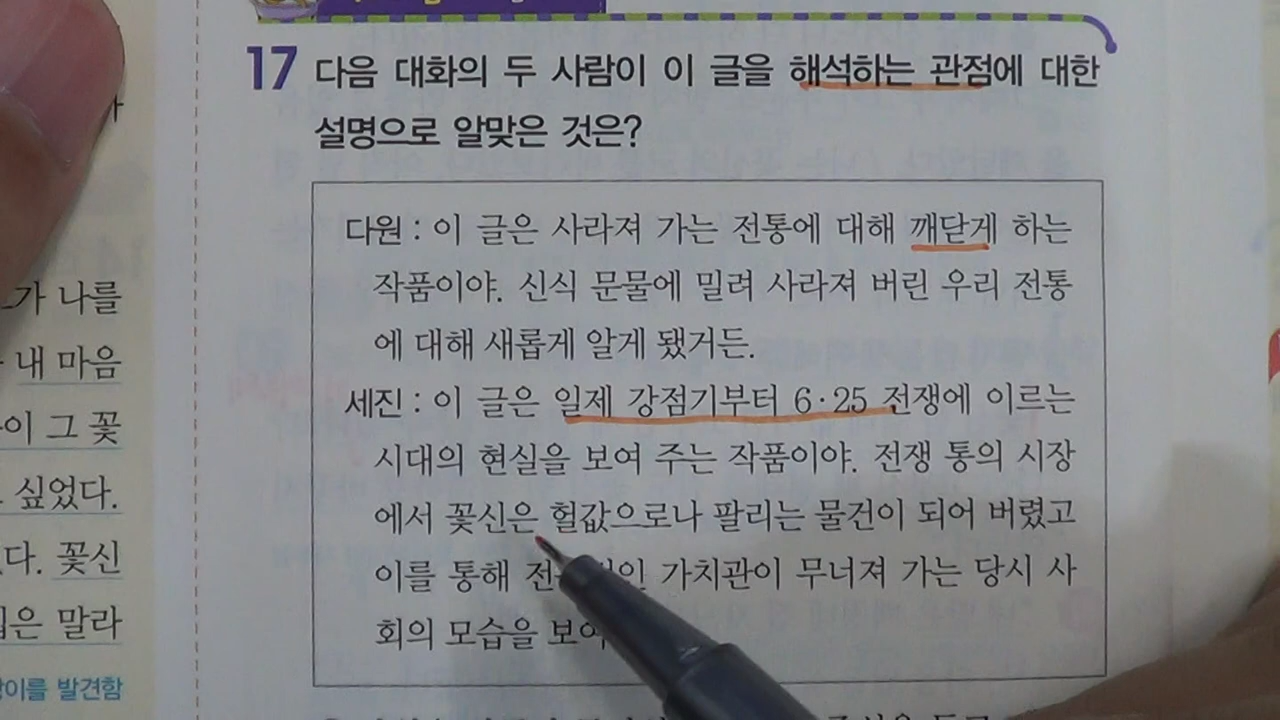 17 다음 대화의 두 사람이 이 글을 해석하는 관점에 대한
설명으로 알맞은 것은?
다원 : 이 글은 사라져 가는 전통에 대해 깨닫게 하는
작품이야. 신식 문물에 밀려 사라져 버린 우리 전통
에 대해 새롭게 알게 됐거든.
세진 : 이 글은 일제 강점기부터 6·25 전쟁에 이르는
시대의 현실을 보여 주는 작품이야. 전쟁 통의 시장
에서 꽃신은 헐값으로나 팔리는 물건이 되어 버렸고
이를 통해 가치관이 무너져 가는 당시 사
회의 모습을
가 나를
내 마음
이 그 꽃
싶었다.
다. 꽃신
은 말라
이를 발견함